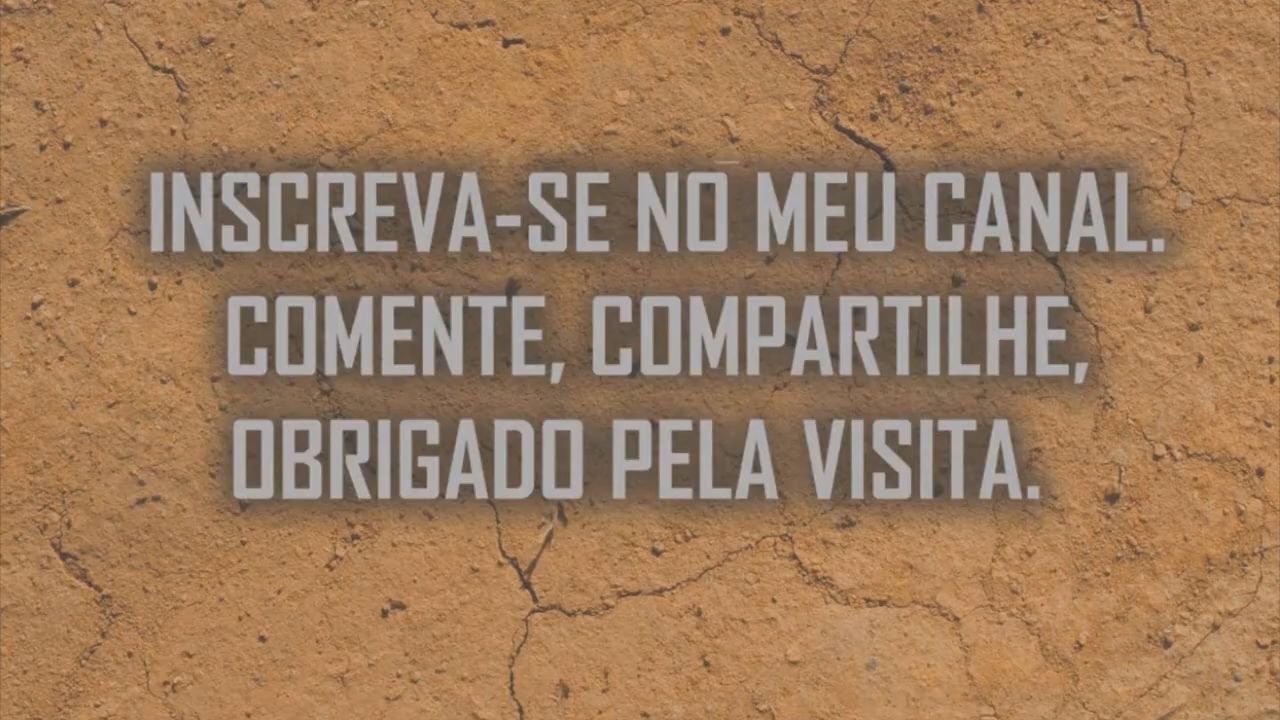 INSCREVA-SE NO MEU CANAL.
COMENTE, COMPARTILHE,
OBRIGADO PELA VISITA.